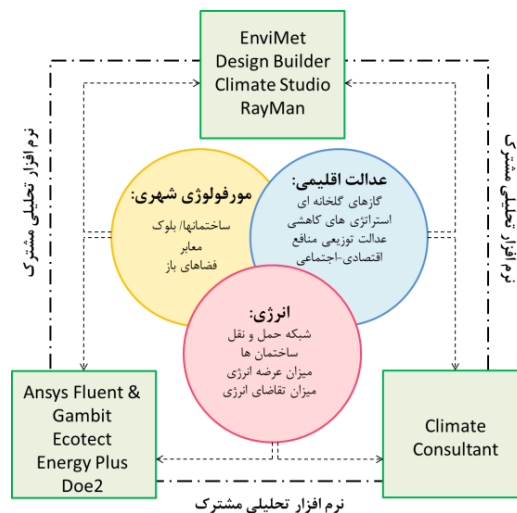 EnviMet
Design Builder
Climate Studio
RayMan
نرم افزار تحلیلی مشترک
نرم افزار تحلیلی مشترک
عدالت اقلیمی:
گازهای گلخانه ای
استراتژی های کاهشی
عدالت توزیعی منافع
اقتصادی-اجتماعی
مورفولوژی شهری:
ساختمانها/ بلوک
معابر
فضاهای باز
انرژی:
شبکه حمل و نقل
ساختمان ها
میزان عرضه انرژی
میزان تقاضای انرژی
Ansys Fluent &
Gambit
Ecotect
Energy Plus
Doe2
Climate
Consultant
نرم افزار تحلیلی مشترک